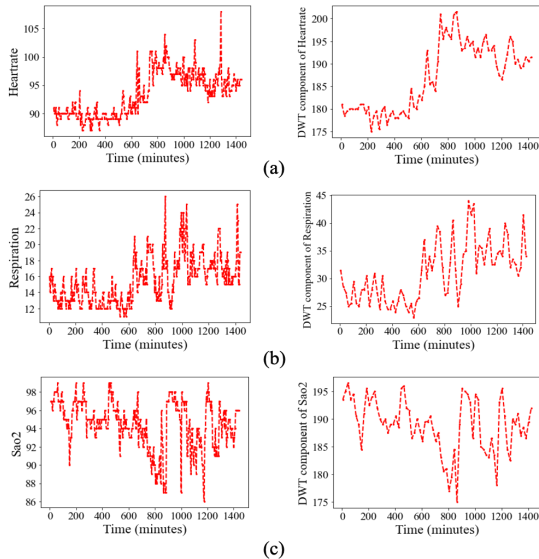 105
100
95
90
Heartrate
0 200 400 600 800 1000 1200 1400
Time (minutes)
200
195
190
185
180
175
DWT component of Heartrate
0 200 400 600 800 1000 1200 1400
Time (minutes)
(a)
26
24
22
20
18
16
14
12
Respiration
0 200 400 600 800 1000 1200 1400
Time (minutes)
45
40
35
30
25
DWT component of Respiration
0 200 400 600 800 1000 1200 1400
Time (minutes)
(b)
98
96
94
92
90
88
86
Sao2
0 200 400 600 800 1000 1200 1400
Time (minutes)
195
190
185
180
175
DWT component of Sao2
0 200 400 600 800 1000 1200 1400
Time (minutes)
(c)